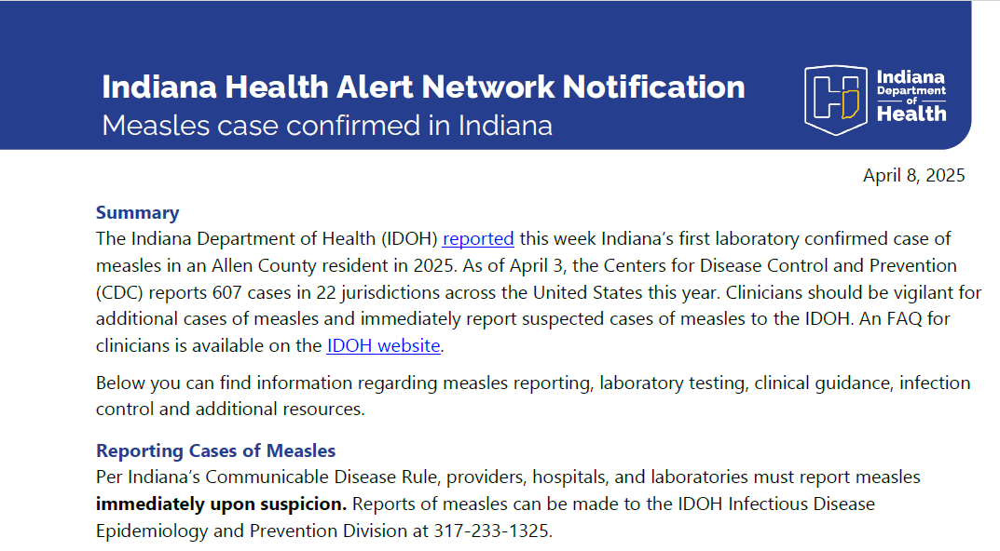 Indiana Health Alert Network Notification
Measles case confirmed in Indiana
Indiana
Department
of
Health
April 8, 2025
Summary
The Indiana Department of Health (IDOH) reported this week Indiana’s first laboratory confirmed case of
measles in an Allen County resident in 2025. As of April 3, the Centers for Disease Control and Prevention
(CDC) reports 607 cases in 22 jurisdictions across the United States this year. Clinicians should be vigilant for
additional cases of measles and immediately report suspected cases of measles to the IDOH. An FAQ for
clinicians is available on the IDOH website.
Below you can find information regarding measles reporting, laboratory testing, clinical guidance, infection
control and additional resources.
Reporting Cases of Measles
Per Indiana’s Communicable Disease Rule, providers, hospitals, and laboratories must report measles
immediately upon suspicion. Reports of measles can be made to the IDOH Infectious Disease
Epidemiology and Prevention Division at 317-233-1325.